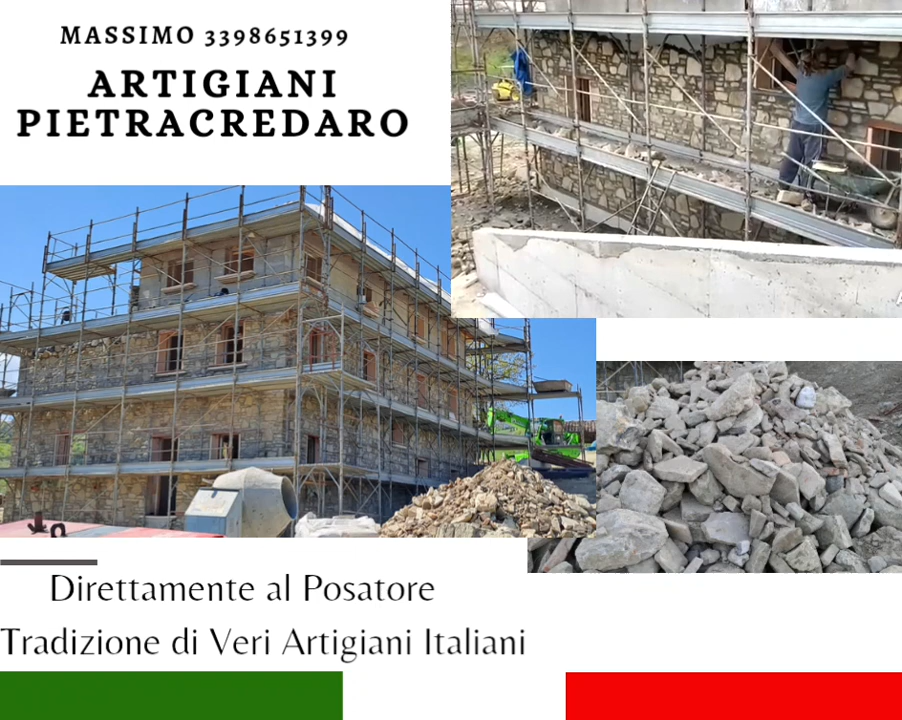 MASSIMO 3398651399
ARTIGIANI
PIETRACREDARO
Direttamente al Posatore
Tradizione di Veri Artigiani Italiani